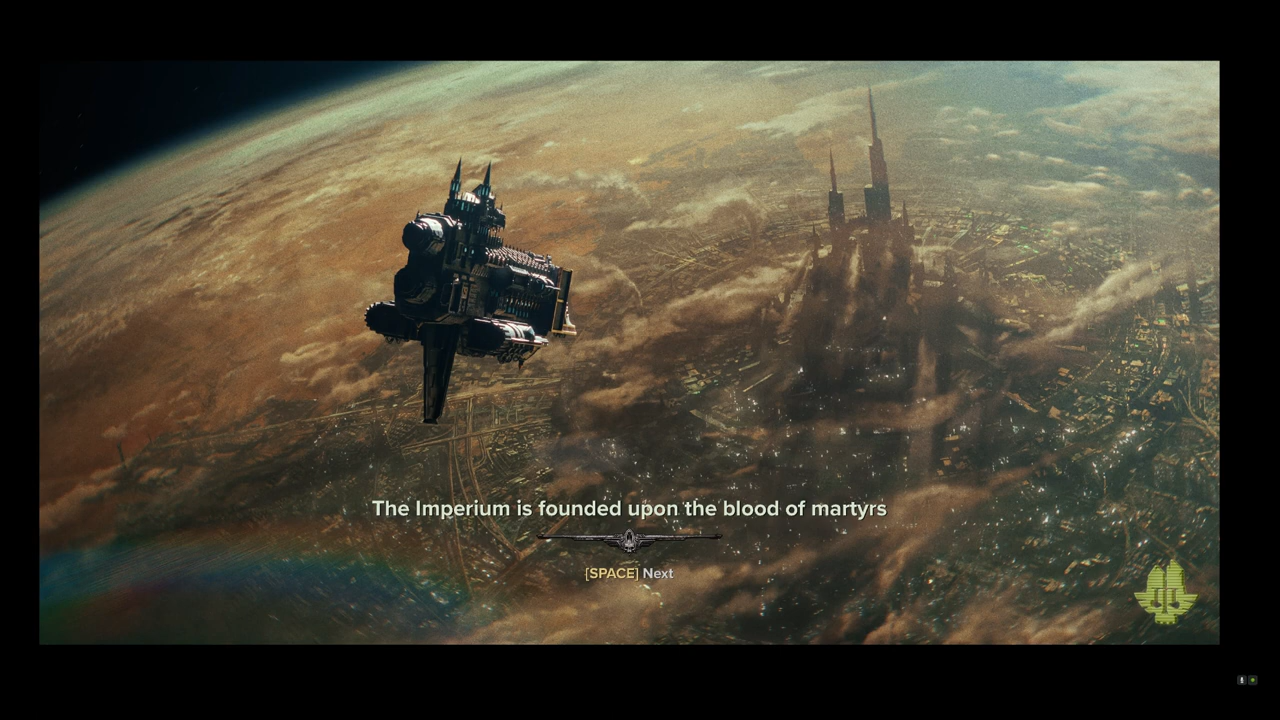 The Imperium is founded upon the blood of martyrs
[SPACE] Next